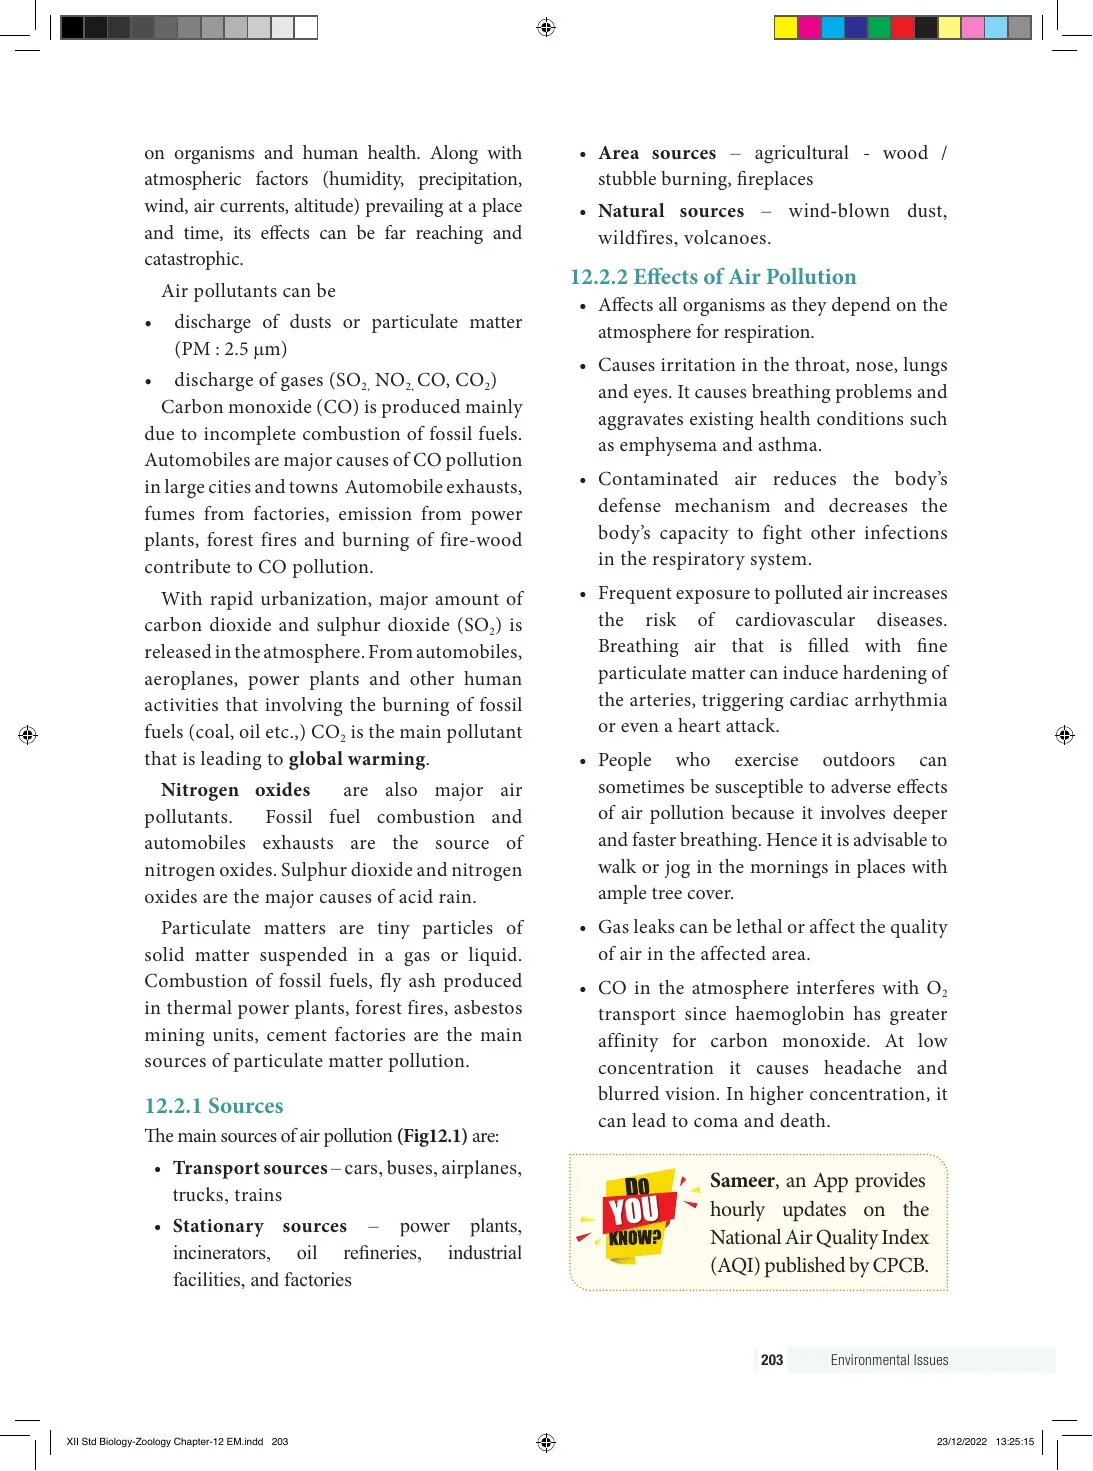 on organisms and human health. Along with
atmospheric factors (humidity, precipitation,
wind, air currents, altitude) prevailing at a place
and time, its effects can be far reaching and
catastrophic.
Air pollutants can be
• discharge of dusts or particulate matter
(PM : 2.5 µm)
• discharge of gases (SO₂, NO₂, CO, CO₂)
Carbon monoxide (CO) is produced mainly
due to incomplete combustion of fossil fuels.
Automobiles are major causes of CO pollution
in large cities and towns Automobile exhausts,
fumes from factories, emission from power
plants, forest fires and burning of fire-wood
contribute to CO pollution.
With rapid urbanization, major amount of
carbon dioxide and sulphur dioxide (SO₂) is
released in the atmosphere. From automobiles,
aeroplanes, power plants and other human
activities that involving the burning of fossil
fuels (coal, oil etc.,) CO₂ is the main pollutant
that is leading to global warming.
Nitrogen oxides are also major air
pollutants. Fossil fuel combustion and
automobiles exhausts are the source of
nitrogen oxides. Sulphur dioxide and nitrogen
oxides are the major causes of acid rain.
Particulate matters are tiny particles of
solid matter suspended in a gas or liquid.
Combustion of fossil fuels, fly ash produced
in thermal power plants, forest fires, asbestos
mining units, cement factories are the main
sources of particulate matter pollution.
12.2.1 Sources
The main sources of air pollution (Fig12.1) are:
• Transport sources – cars, buses, airplanes,
trucks, trains
• Stationary sources – power plants,
incinerators, oil refineries, industrial
facilities, and factories
• Area sources – agricultural - wood /
stubble burning, fireplaces
• Natural sources – wind-blown dust,
wildfires, volcanoes.
12.2.2 Effects of Air Pollution
• Affects all organisms as they depend on the
atmosphere for respiration.
• Causes irritation in the throat, nose, lungs
and eyes. It causes breathing problems and
aggravates existing health conditions such
as emphysema and asthma.
• Contaminated air reduces the body’s
defense mechanism and decreases the
body’s capacity to fight other infections
in the respiratory system.
• Frequent exposure to polluted air increases
the risk of cardiovascular diseases.
Breathing air that is filled with fine
particulate matter can induce hardening of
the arteries, triggering cardiac arrhythmia
or even a heart attack.
• People who exercise outdoors can
sometimes be susceptible to adverse effects
of air pollution because it involves deeper
and faster breathing. Hence it is advisable to
walk or jog in the mornings in places with
ample tree cover.
• Gas leaks can be lethal or affect the quality
of air in the affected area.
• CO in the atmosphere interferes with O₂
transport since haemoglobin has greater
affinity for carbon monoxide. At low
concentration it causes headache and
blurred vision. In higher concentration, it
can lead to coma and death.
DO
YOU
KNOW?
Sameer, an App provides
hourly updates on the
National Air Quality Index
(AQI) published by CPCB.
203 Environmental Issues
XII Std Biology-Zoology Chapter-12 EM.indd 203 23/12/2022 13:25:15